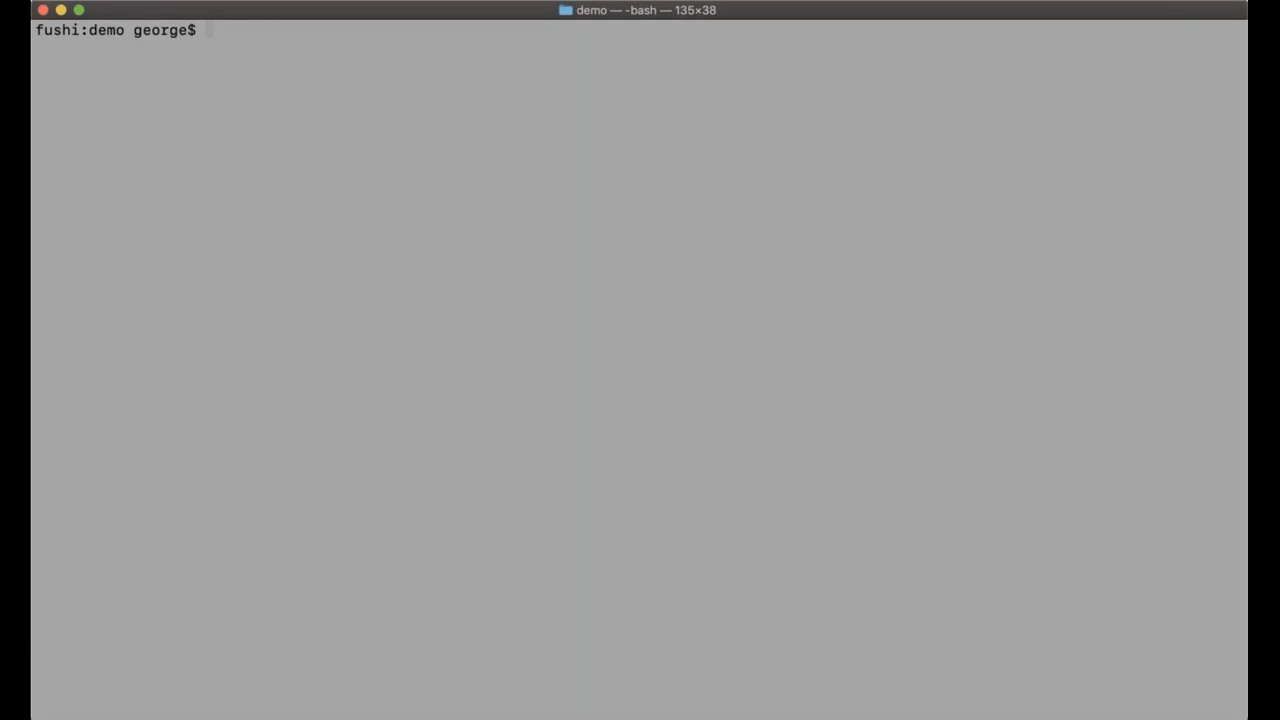 demo — -bash — 135×38
fushi:demo george$